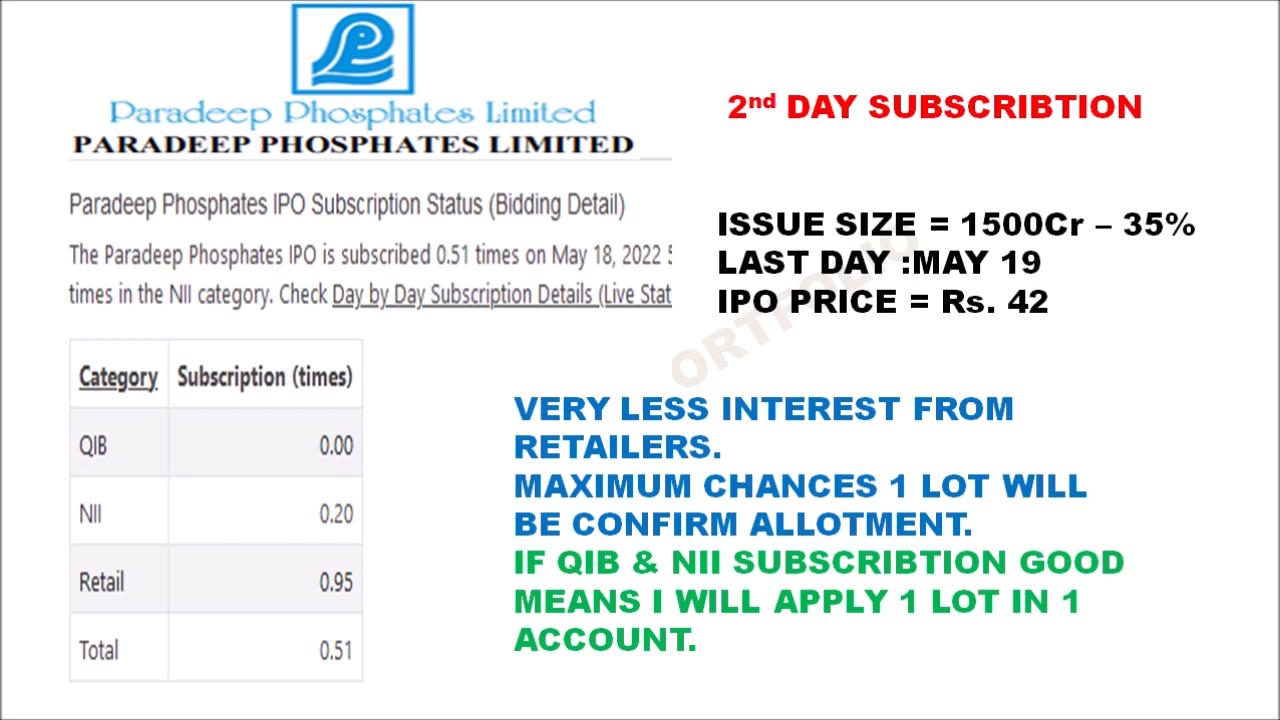 Paradeep Phosphates Limited
PARADEEP PHOSPHATES LIMITED
2nd DAY SUBSCRIBTION
Paradeep Phosphates IPO Subscription Status (Bidding Detail)
The Paradeep Phosphates IPO is subscribed 0.51 times on May 18, 2022 5
times in the NII category. Check Day by Day Subscription Details (Live Stat
ISSUE SIZE = 1500Cr – 35%
LAST DAY :MAY 19
IPO PRICE = Rs. 42
ORTFOLIO
Category Subscription (times)
QIB 0.00
NII 0.20
Retail 0.95
Total 0.51
VERY LESS INTEREST FROM
RETAILERS.
MAXIMUM CHANCES 1 LOT WILL
BE CONFIRM ALLOTMENT.
IF QIB & NII SUBSCRIBTION GOOD
MEANS I WILL APPLY 1 LOT IN 1
ACCOUNT.